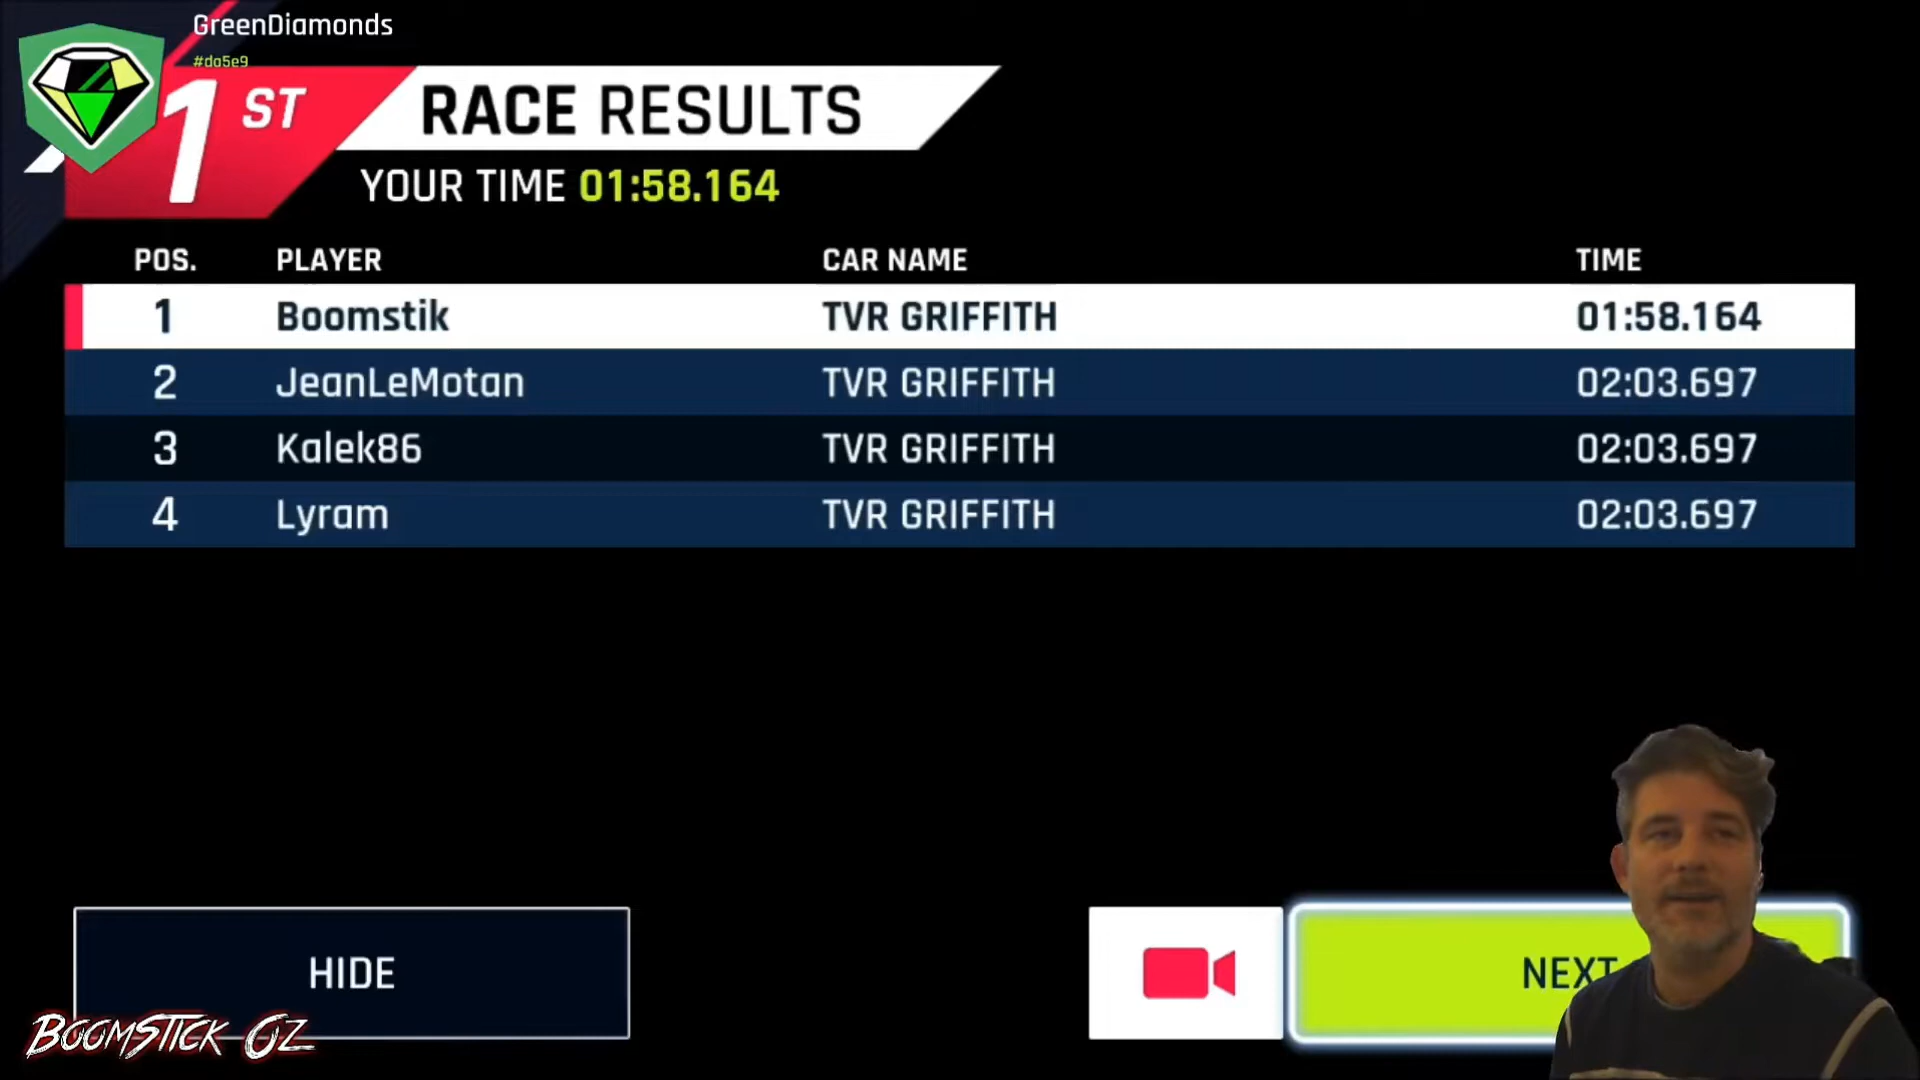 GreenDiamonds
#da5e9
1ST
RACE RESULTS
YOUR TIME 01:58.164
POS. PLAYER CAR NAME TIME
1 Boomstik TVR GRIFFITH 01:58.164
2 JeanLeMotan TVR GRIFFITH 02:03.697
3 Kalek86 TVR GRIFFITH 02:03.697
4 Lyram TVR GRIFFITH 02:03.697
HIDE
NEXT
BOOMSTICK OZ